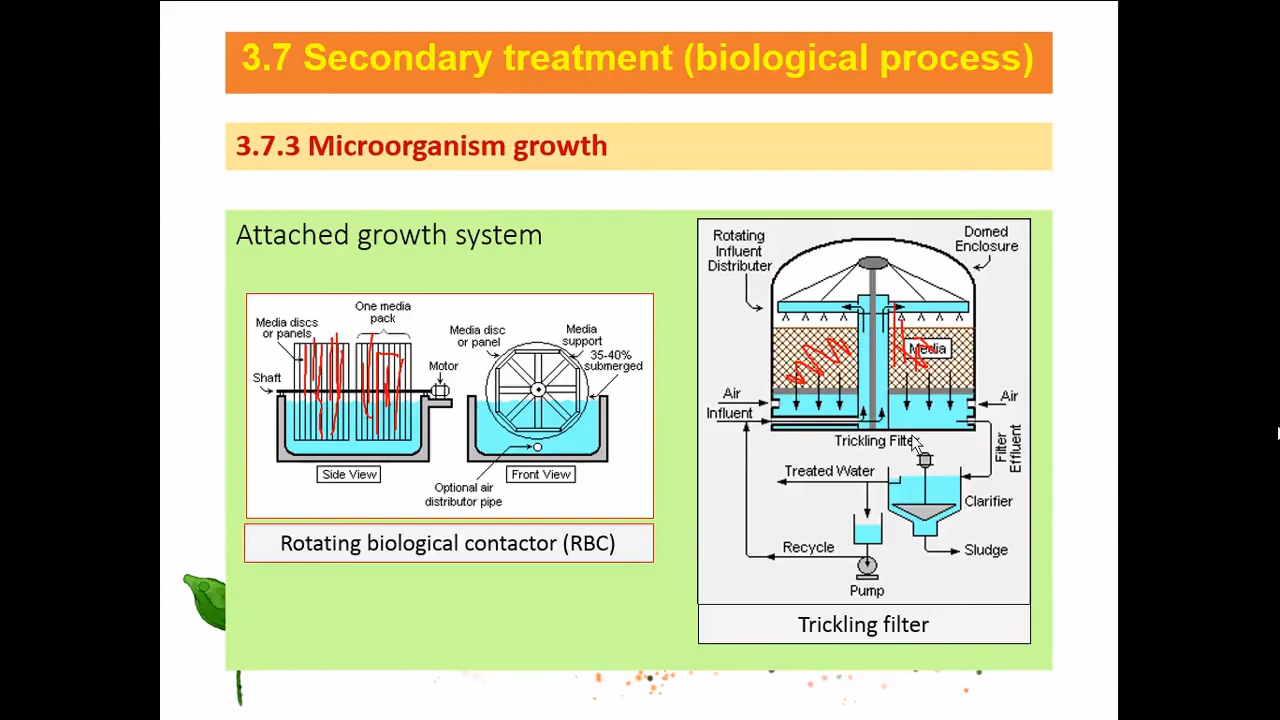 3.7 Secondary treatment (biological process)
3.7.3 Microorganism growth
Attached growth system
One media
pack
Media discs
or panels
Shaft
Motor
Side View
Media disc
or panel
Media
support
35-40%
submerged
Front View
Optional air
distributor pipe
Rotating biological contactor (RBC)
Rotating
Influent
Distributer
Domed
Enclosure
Media
Air
Influent
Air
Trickling Filter
Filter
Effluent
Treated Water
Clarifier
Recycle
Sludge
Pump
Trickling filter